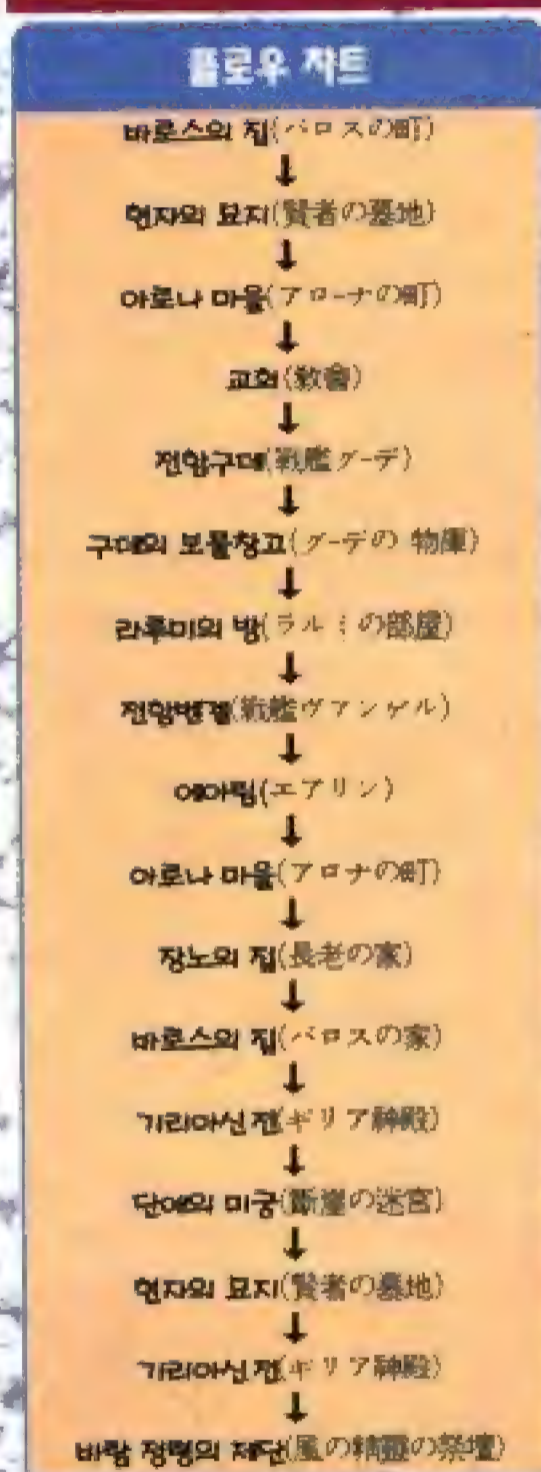 플로우 차트
바로스의 집(バロスの町)
↓
현자의 묘지(賢者の墓地)
↓
아로나 마을(アローナの町)
↓
교회(敎會)
↓
전함구데(戰艦グーデ)
↓
구데의 보물창고(グーデの 物庫)
↓
라루미의 방(ラルミの部屋)
↓
전함벤겔(戰艦ヴァンゲル)
↓
에아린(エアリン)
↓
아로나 마을(アロナの町)
↓
장노의 집(長老の家)
↓
바로스의 집(バロスの家)
↓
기리아신전(ギリア神殿)
↓
단애의 미궁(斷崖の迷宮)
↓
현자의 묘지(賢者の墓地)
↓
기리아신전(ギリア神殿)
↓
바람 정령의 제단(風の精靈の祭壇)